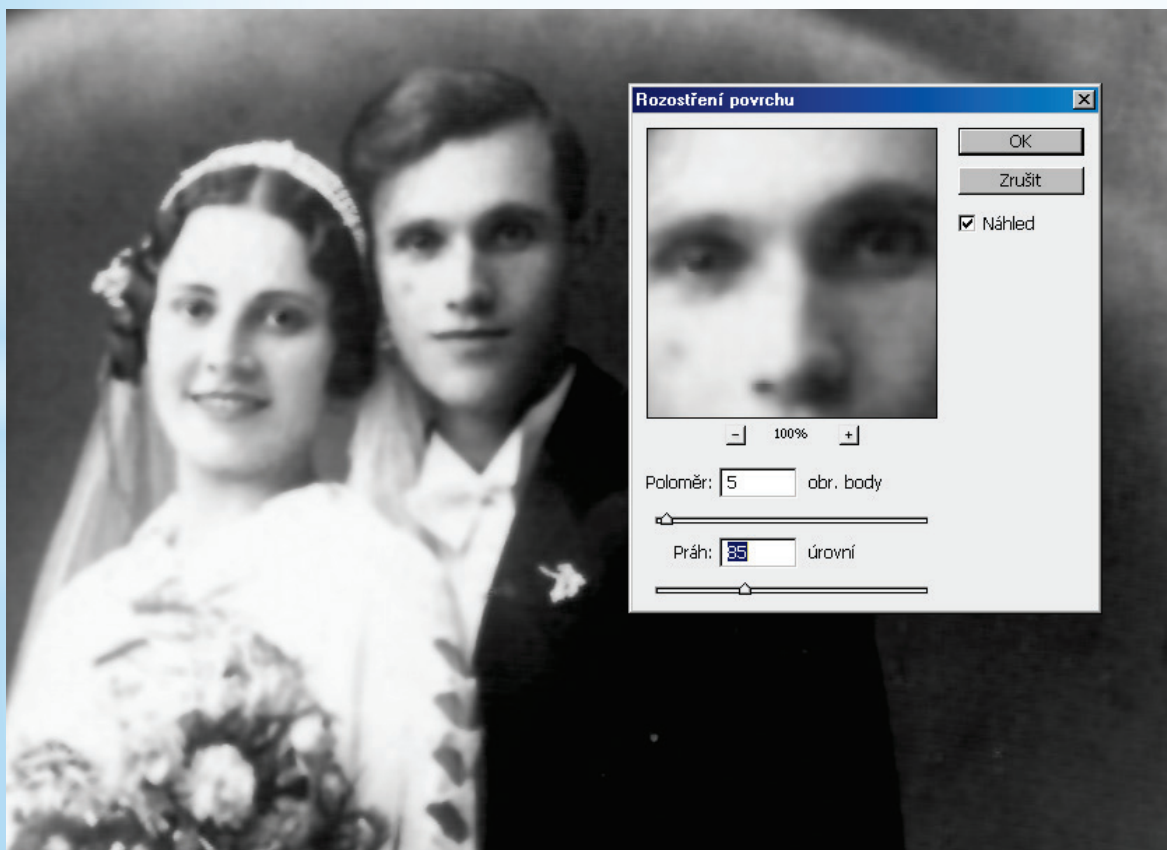 Rozostření povrchu
OK
Zrušit
Náhled
100%
Poloměr: 5 obr. body
Práh: 85 úrovní